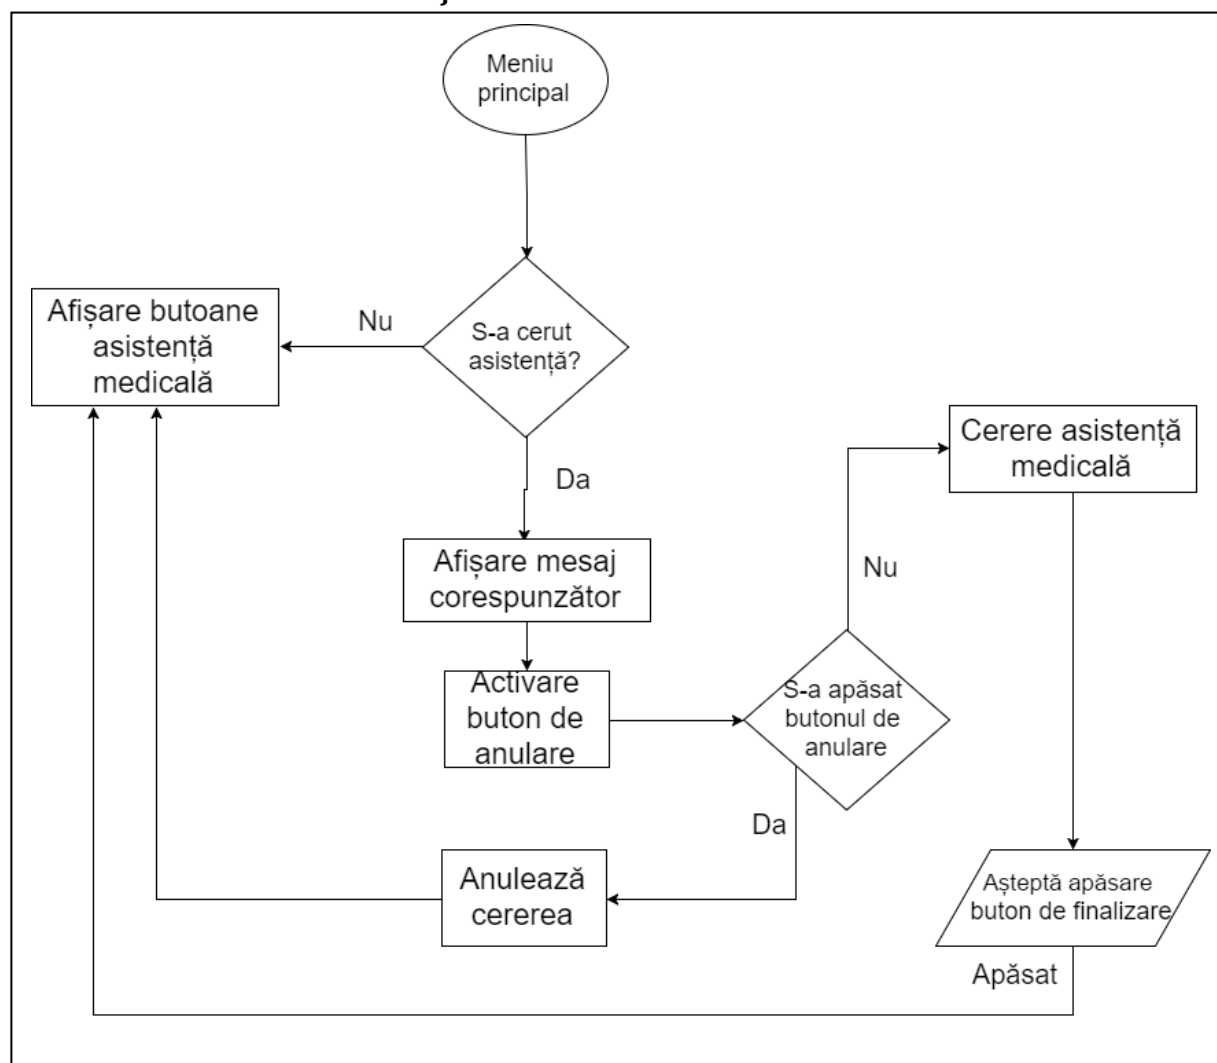 Meniu
principal
S-a cerut
asistență?
Nu
Afișare butoane
asistență
medicală
Da
Afișare mesaj
corespunzător
Activare
buton de
anulare
S-a apăsat
butonul de
anulare
Nu
Cerere asistență
medicală
Da
Anulează
cererea
Așteptă apăsare
buton de finalizare
Apăsat